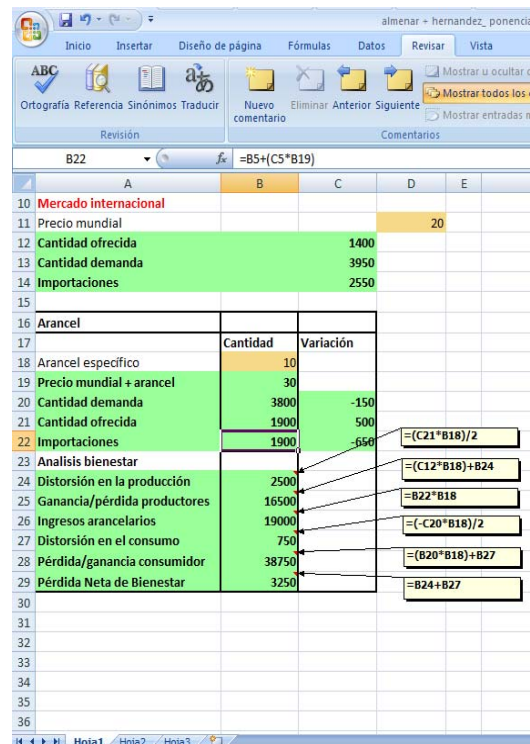 almenar + hernandez_ ponencia
Inicio Insertar Diseño de página Fórmulas Datos Revisar Vista
ABC
Ortografía Referencia Sinónimos Traducir
Nuevo comentario
Eliminar Anterior Siguiente
Mostrar u ocultar
Mostrar todos los
Mostrar entradas
Revisión Comentarios
B22 fx =B5+(C5*B19)
A B C D E
10 Mercado internacional
11 Precio mundial 20
12 Cantidad ofrecida 1400
13 Cantidad demanda 3950
14 Importaciones 2550
15
16 Arancel
17 Cantidad Variación
18 Arancel específico 10
19 Precio mundial + arancel 30
20 Cantidad demanda 3800 -150
21 Cantidad ofrecida 1900 500
22 Importaciones 1900 -650
23 Analisis bienestar
24 Distorsión en la producción 2500
25 Ganancia/pérdida productores 16500
26 Ingresos arancelarios 19000
27 Distorsión en el consumo 750
28 Pérdida/ganancia consumidor 38750
29 Pérdida Neta de Bienestar 3250
=(C21*B18)/2
=(C12*B18)+B24
=B22*B18
=(-C20*B18)/2
=(B20*B18)+B27
=B24+B27
30
31
32
33
34
35
36
Hoja1 Hoja2 Hoja3